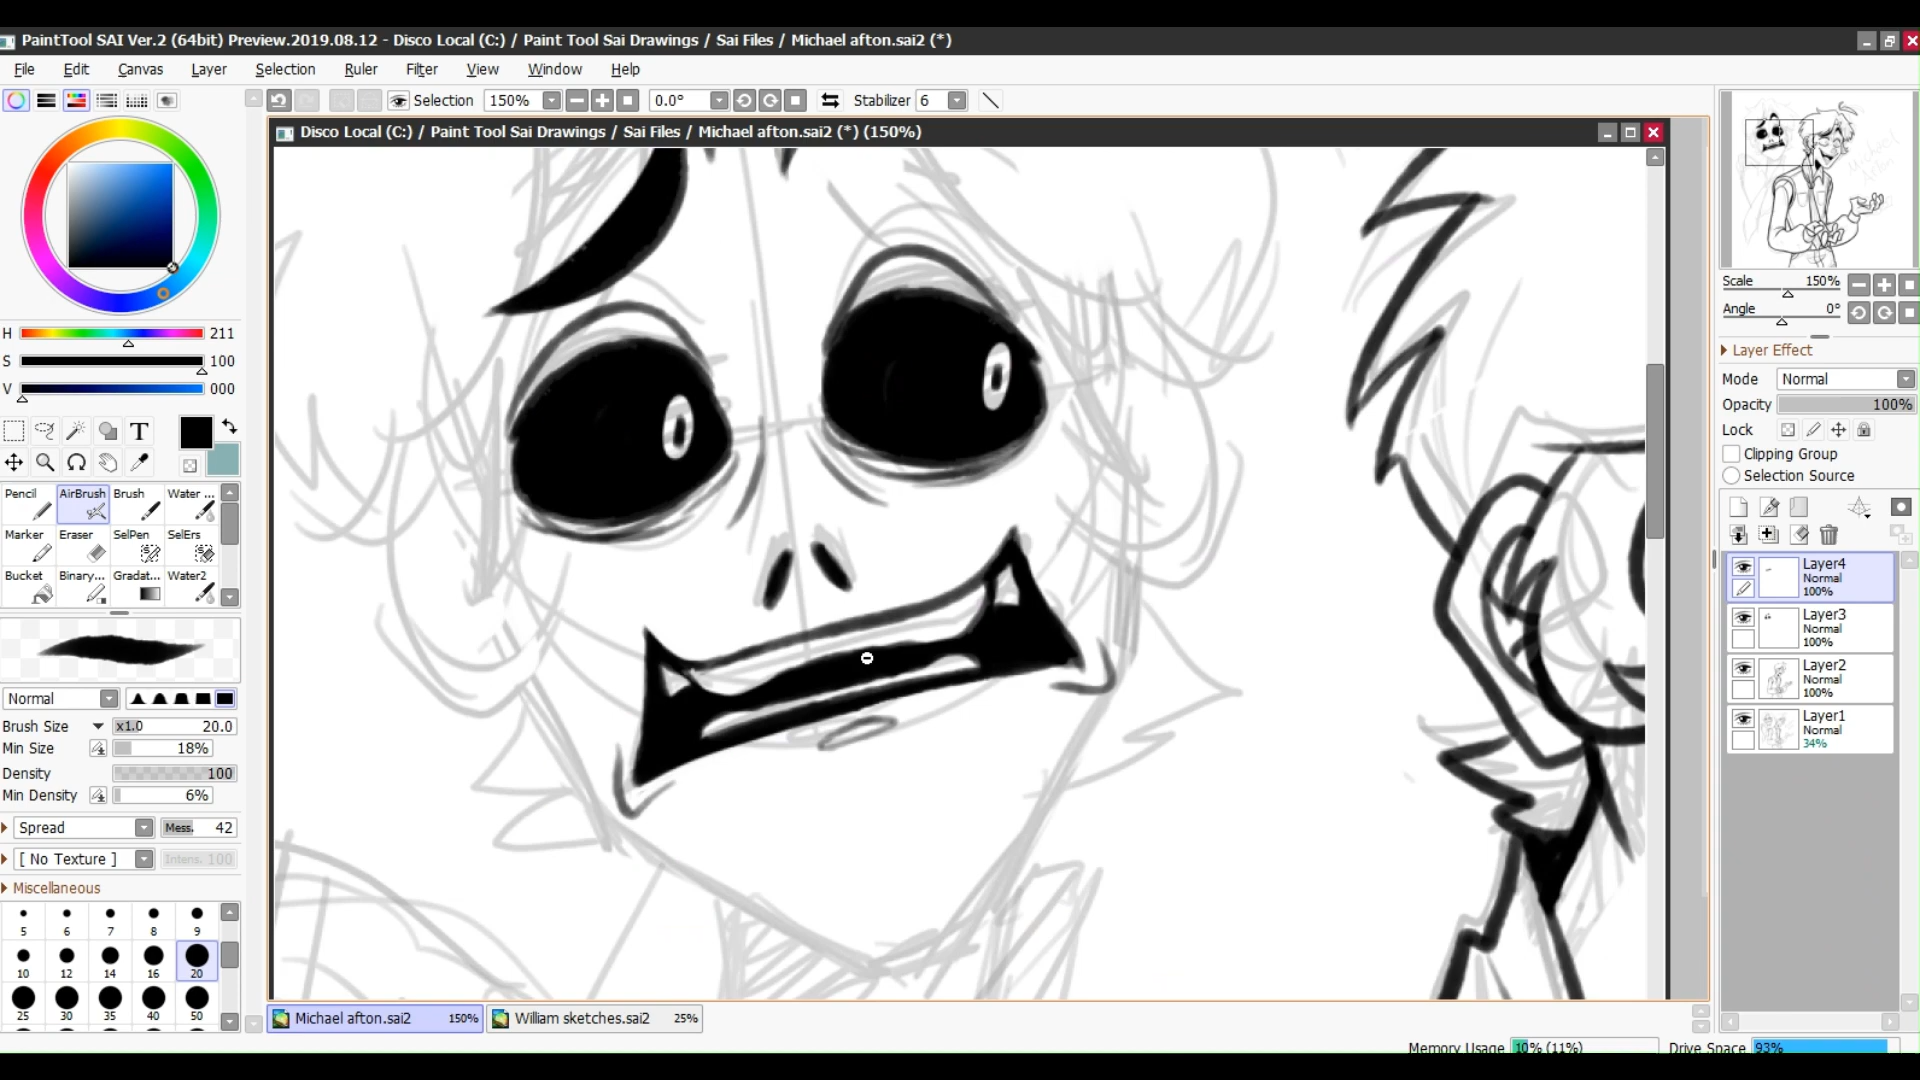 PaintTool SAI Ver.2 (64bit) Preview.2019.08.12 - Disco Local (C:) / Paint Tool Sai Drawings / Sai Files / Michael afton.sai2 (*)
File Edit Canvas Layer Selection Ruler Filter View Window Help
Selection 150% 0.0° Stabilizer 6
Disco Local (C:) / Paint Tool Sai Drawings / Sai Files / Michael afton.sai2 (*) (150%)
H 211
S 100
V 000
T
Pencil AirBrush Brush Water ...
Marker Eraser SelPen SelErs
Bucket Binary... Gradat... Water2
Normal
Brush Size x1.0 20.0
Min Size 18%
Density 100
Min Density 6%
Spread Mess. 42
[ No Texture ] Intens. 100
Miscellaneous
5 6 7 8 9
10 12 14 16 20
25 30 35 40 50
Michael afton.sai2 150% William sketches.sai2 25%
Michael
Afton
Scale 150%
Angle 0°
Layer Effect
Mode Normal
Opacity 100%
Lock
Clipping Group
Selection Source
Layer4
Normal
100%
Layer3
Normal
100%
Layer2
Normal
100%
Layer1
Normal
34%
Memory Usage 10% (11%) Drive Space 93%